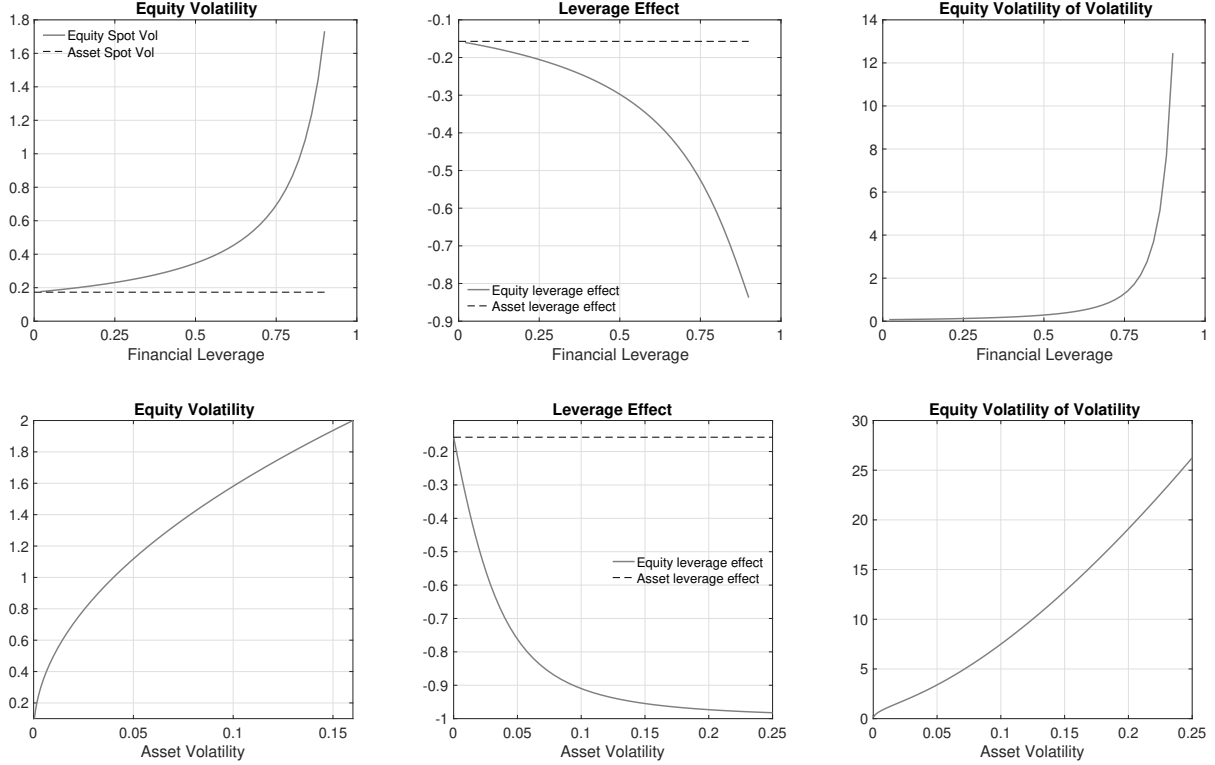 Equity Volatility
1.8
1.6
1.4
1.2
1
0.8
0.6
0.4
0.2
0
Equity Spot Vol
Asset Spot Vol
0 0.25 0.5 0.75 1
Financial Leverage
Leverage Effect
-0.1
-0.2
-0.3
-0.4
-0.5
-0.6
-0.7
-0.8
-0.9
Equity leverage effect
Asset leverage effect
0 0.25 0.5 0.75 1
Financial Leverage
Equity Volatility of Volatility
14
12
10
8
6
4
2
0
0 0.25 0.5 0.75 1
Financial Leverage
Equity Volatility
2
1.8
1.6
1.4
1.2
1
0.8
0.6
0.4
0.2
0 0.05 0.1 0.15
Asset Volatility
Leverage Effect
-0.2
-0.3
-0.4
-0.5
-0.6
-0.7
-0.8
-0.9
-1
Equity leverage effect
Asset leverage effect
0 0.05 0.1 0.15 0.2 0.25
Asset Volatility
Equity Volatility of Volatility
30
25
20
15
10
5
0
0 0.05 0.1 0.15 0.2 0.25
Asset Volatility